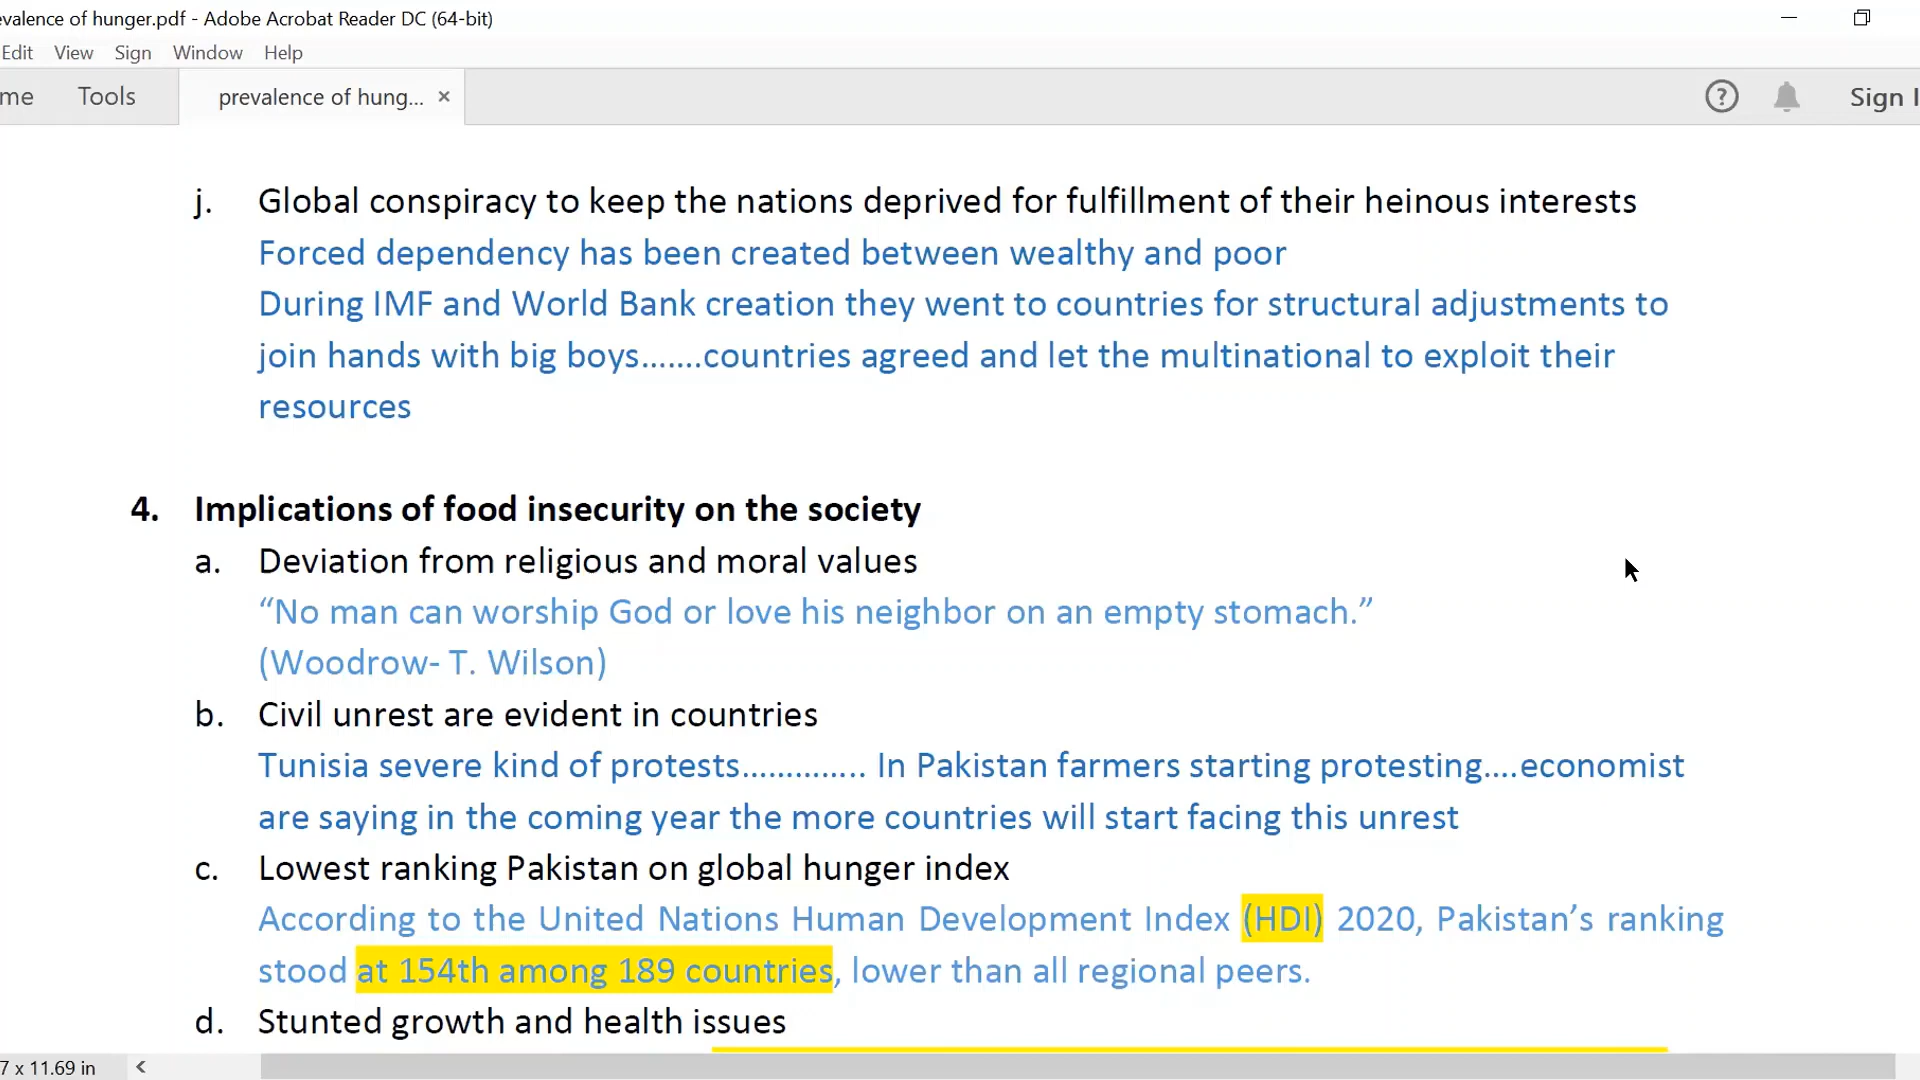 evalence of hunger.pdf - Adobe Acrobat Reader DC (64-bit)
Edit View Sign Window Help
me Tools prevalence of hung... × ? Sign I
j. Global conspiracy to keep the nations deprived for fulfillment of their heinous interests
Forced dependency has been created between wealthy and poor
During IMF and World Bank creation they went to countries for structural adjustments to
join hands with big boys.......countries agreed and let the multinational to exploit their
resources
4. Implications of food insecurity on the society
a. Deviation from religious and moral values
“No man can worship God or love his neighbor on an empty stomach.”
(Woodrow- T. Wilson)
b. Civil unrest are evident in countries
Tunisia severe kind of protests.............. In Pakistan farmers starting protesting....economist
are saying in the coming year the more countries will start facing this unrest
c. Lowest ranking Pakistan on global hunger index
According to the United Nations Human Development Index (HDI) 2020, Pakistan’s ranking
stood at 154th among 189 countries, lower than all regional peers.
d. Stunted growth and health issues
7 x 11.69 in